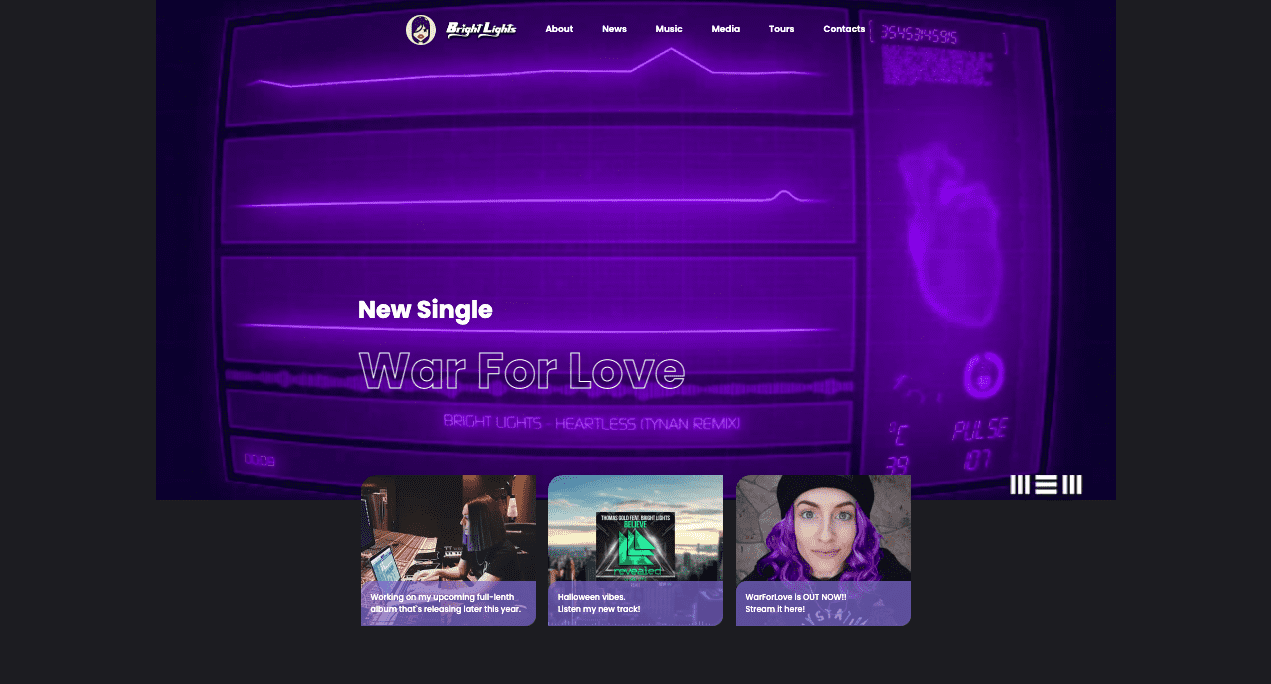 Bright Lights
About
News
Music
Media
Tours
Contacts
35453:4595
New Single
War For Love
BRIGHT LIGHTS - HEARTLESS (TYNAN REMIX)
°C
PULSE
39
07
THOMAS GOLD FEAT. BRIGHT LIGHTS
BELIEVE
revealed
Working on my upcoming full-lenth
album that's releasing later this year.
Halloween vibes.
Listen my new track!
WarForLove is OUT NOW!!
Stream it here!